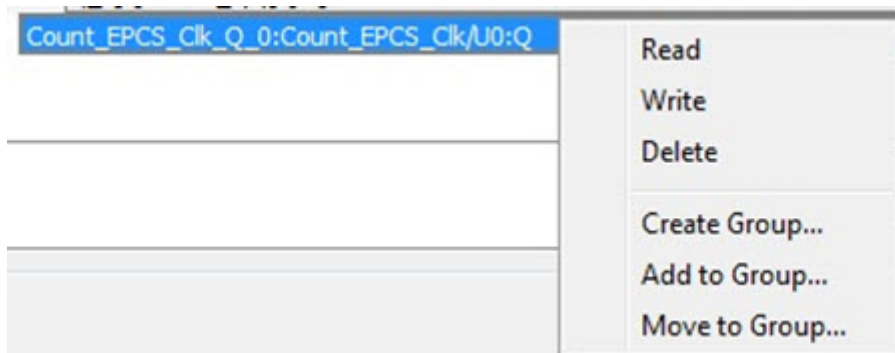 Count_EPCS_Clk_Q_0:Count_EPCS_Clk/U0:Q
Read
Write
Delete
Create Group...
Add to Group...
Move to Group...